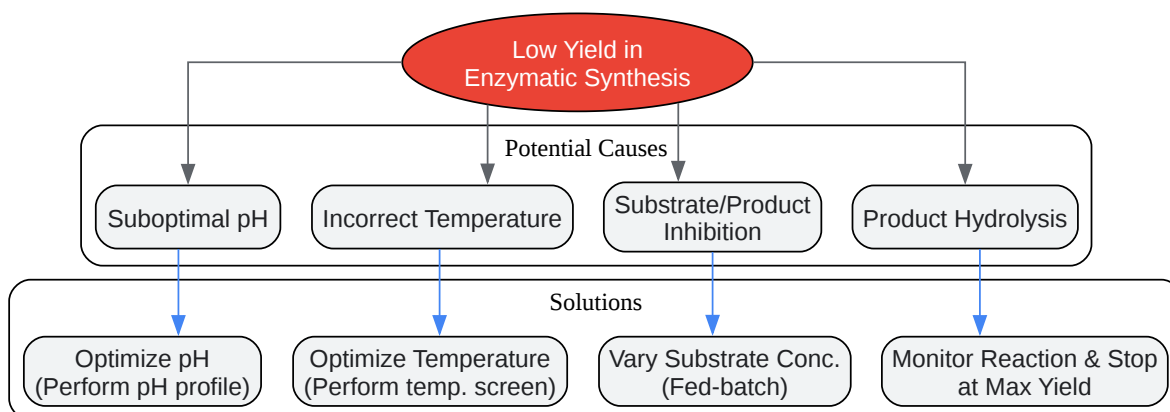 Low Yield in
Enzymatic Synthesis
Potential Causes
Suboptimal pH
Incorrect Temperature
Substrate/Product
Inhibition
Product Hydrolysis
Solutions
Optimize pH
(Perform pH profile)
Optimize Temperature
(Perform temp. screen)
Vary Substrate Conc.
(Fed-batch)
Monitor Reaction & Stop
at Max Yield